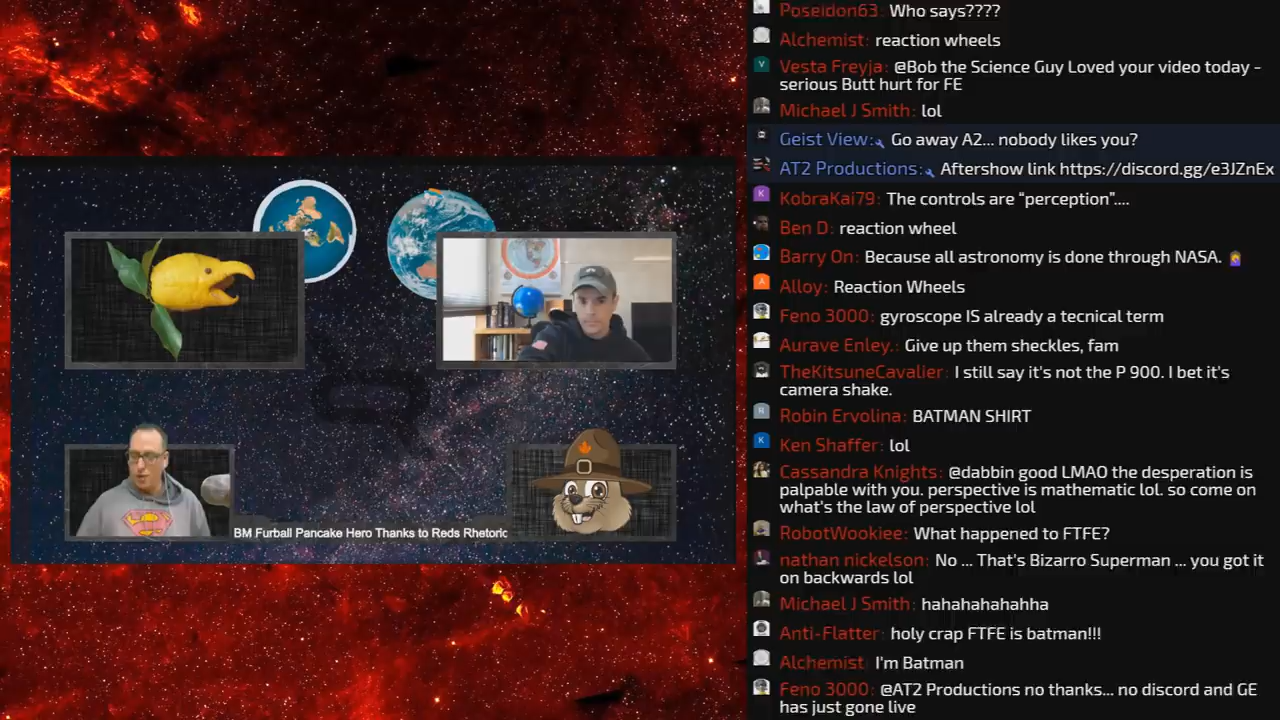 Poseidon63: Who says????
Alchemist: reaction wheels
Vesta Freyja: @Bob the Science Guy Loved your video today -
serious Butt hurt for FE
Michael J Smith: lol
Geist View: Go away A2... nobody likes you?
AT2 Productions: Aftershow link https://discord.gg/e3JZnEx
KobraKai79: The controls are “perception”....
Ben D: reaction wheel
Barry On: Because all astronomy is done through NASA. 🤦‍♀️
Alloy: Reaction Wheels
Feno 3000: gyroscope IS already a tecnical term
Aurave Enley.: Give up them sheckles, fam
TheKitsuneCavalier: I still say it's not the P 900. I bet it's
camera shake.
Robin Ervolina: BATMAN SHIRT
Ken Shaffer: lol
Cassandra Knights: @dabbin good LMAO the desperation is
palpable with you. perspective is mathematic lol. so come on
what's the law of perspective lol
RobotWookiee: What happened to FTFE?
nathan nickelson: No ... That's Bizarro Superman ... you got it
on backwards lol
Michael J Smith: hahahahahahha
Anti-Flatter: holy crap FTFE is batman!!!
Alchemist: I'm Batman
Feno 3000: @AT2 Productions no thanks... no discord and GE
has just gone live
BM Furball Pancake Hero Thanks to Reds Rhetoric